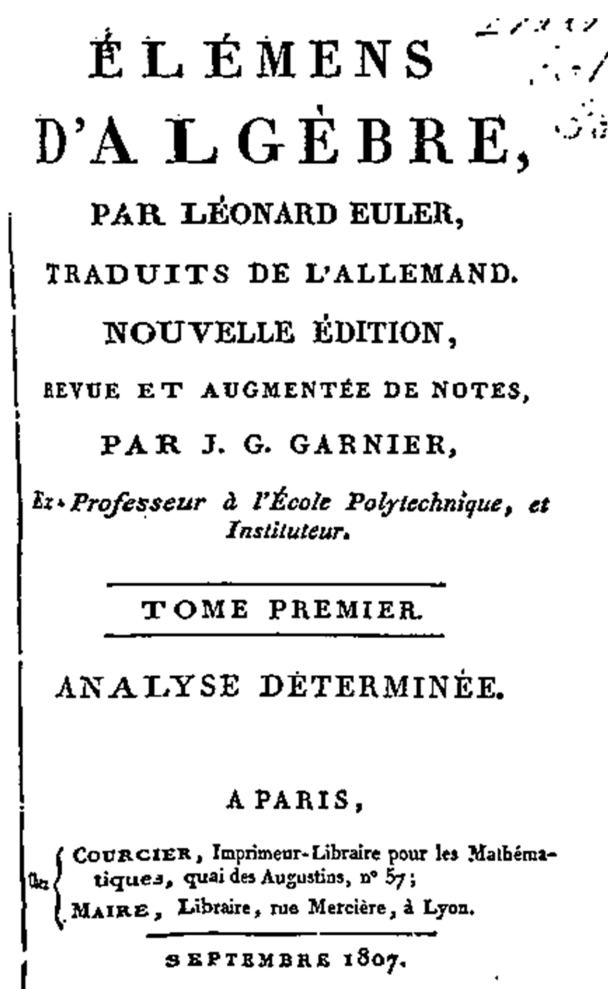 ÉLÉMENS
D'ALGÈBRE,
PAR LÉONARD EULER,
TRADUITS DE L'ALLEMAND.
NOUVELLE ÉDITION,
REVUE ET AUGMENTÉE DE NOTES,
PAR J. G. GARNIER,
Ex-Professeur à l'École Polytechnique, et
Instituteur.
TOME PREMIER.
ANALYSE DÉTERMINÉE.
A PARIS,
Chez
COURCIER, Imprimeur-Libraire pour les Mathéma-
tiques, quai des Augustins, n° 57;
MAIRE, Libraire, rue Mercière, à Lyon.
SEPTEMBRE 1807.